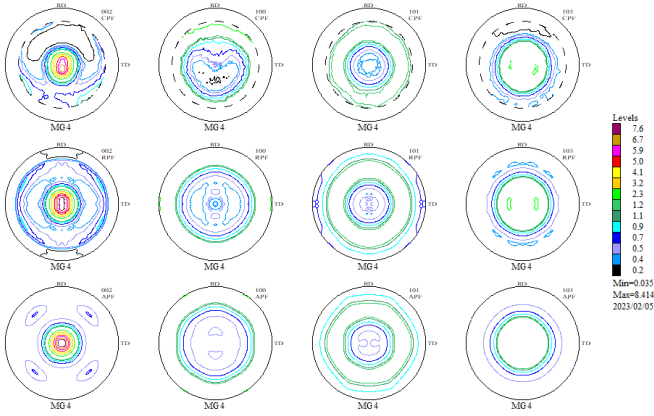 RD 002 CPF TD MG4
RD 100 CPF TD MG4
RD 101 CPF TD MG4
RD 103 CPF TD MG4
RD 002 RPF TD MG4
RD 100 RPF TD MG4
RD 101 RPF TD MG4
RD 103 RPF TD MG4
RD 002 APF TD MG4
RD 100 APF TD MG4
RD 101 APF TD MG4
RD 103 APF TD MG4
Levels
7.6
6.7
5.9
5.0
4.1
3.2
2.3
1.2
1.1
0.9
0.7
0.5
0.4
0.2
Min=0.035
Max=8.414
2023/02/05